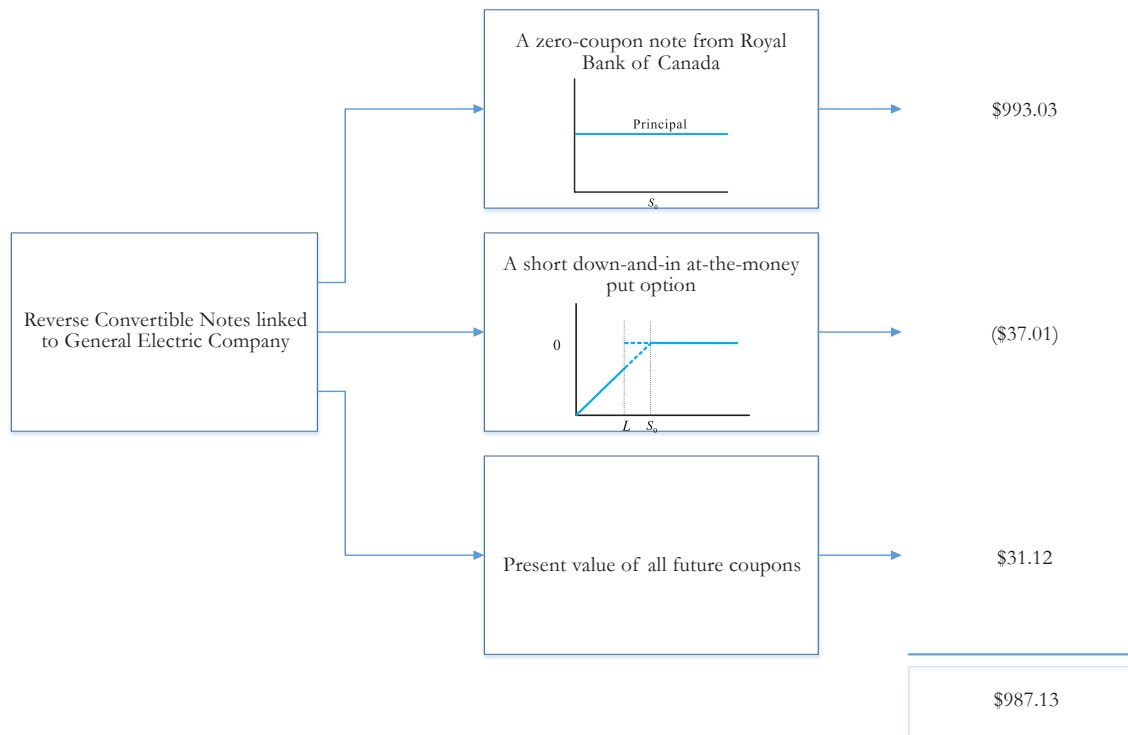 A zero-coupon note from Royal
Bank of Canada
Principal
S₀
$993.03
Reverse Convertible Notes linked
to General Electric Company
A short down-and-in at-the-money
put option
0
L S₀
($37.01)
Present value of all future coupons
$31.12
$987.13